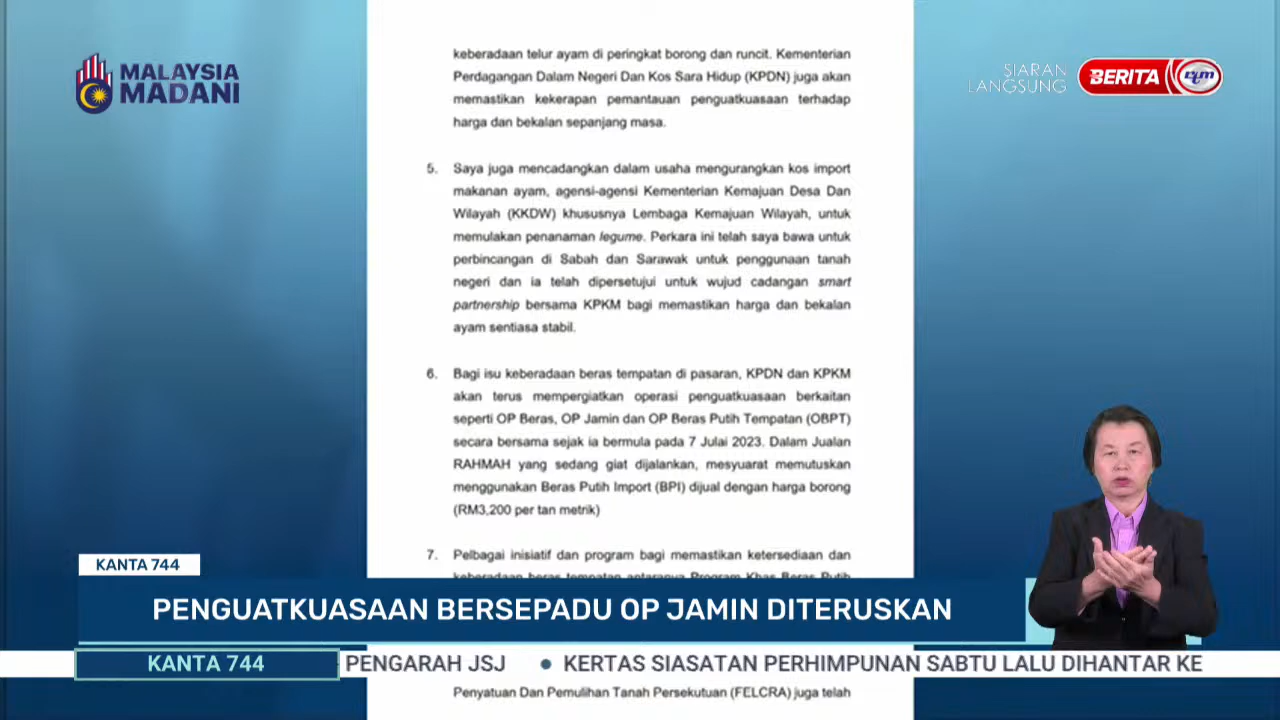 MALAYSIA
MADANI
SIARAN
LANGSUNG
BERITA rtm
keberadaan telur ayam di peringkat borong dan runcit. Kementerian
Perdagangan Dalam Negeri Dan Kos Sara Hidup (KPDN) juga akan
memastikan kekerapan pemantauan penguatkuasaan terhadap
harga dan bekalan sepanjang masa.
5. Saya juga mencadangkan dalam usaha mengurangkan kos import
makanan ayam, agensi-agensi Kementerian Kemajuan Desa Dan
Wilayah (KKDW) khususnya Lembaga Kemajuan Wilayah, untuk
memulakan penanaman legume. Perkara ini telah saya bawa untuk
perbincangan di Sabah dan Sarawak untuk penggunaan tanah
negeri dan ia telah dipersetujui untuk wujud cadangan smart
partnership bersama KPKM bagi memastikan harga dan bekalan
ayam sentiasa stabil.
6. Bagi isu keberadaan beras tempatan di pasaran, KPDN dan KPKM
akan terus mempergiatkan operasi penguatkuasaan berkaitan
seperti OP Beras, OP Jamin dan OP Beras Putih Tempatan (OBPT)
secara bersama sejak ia bermula pada 7 Julai 2023. Dalam Jualan
RAHMAH yang sedang giat dijalankan, mesyuarat memutuskan
menggunakan Beras Putih Import (BPI) dijual dengan harga borong
(RM3,200 per tan metrik)
7. Pelbagai inisiatif dan program bagi memastikan ketersediaan dan
keberadaan beras tempatan antaranya Program Khas Beras Putih
KANTA 744
PENGUATKUASAAN BERSEPADU OP JAMIN DITERUSKAN
KANTA 744 PENGARAH JSJ • KERTAS SIASATAN PERHIMPUNAN SABTU LALU DIHANTAR KE
Penyatuan Dan Pemulihan Tanah Persekutuan (FELCRA) juga telah